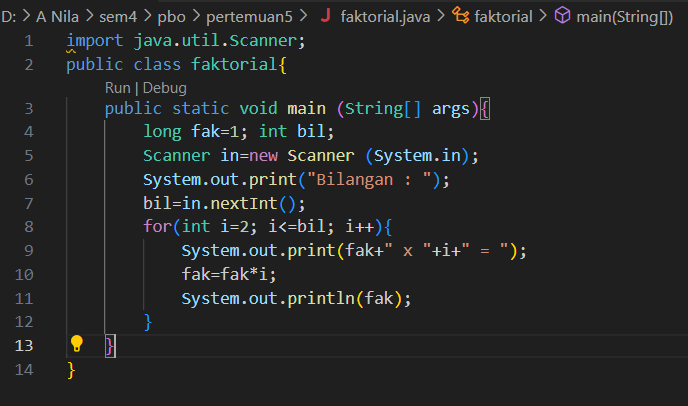 D: > A Nila > sem4 > pbo > pertemuan5 > J faktorial.java > faktorial > main(String[])
1 import java.util.Scanner;
2 public class faktorial{
Run | Debug
3 public static void main (String[] args){
4 long fak=1; int bil;
5 Scanner in=new Scanner (System.in);
6 System.out.print("Bilangan : ");
7 bil=in.nextInt();
8 for(int i=2; i<=bil; i++){
9 System.out.print(fak+" x "+i+" = ");
10 fak=fak*i;
11 System.out.println(fak);
12 }
13 }
14 }